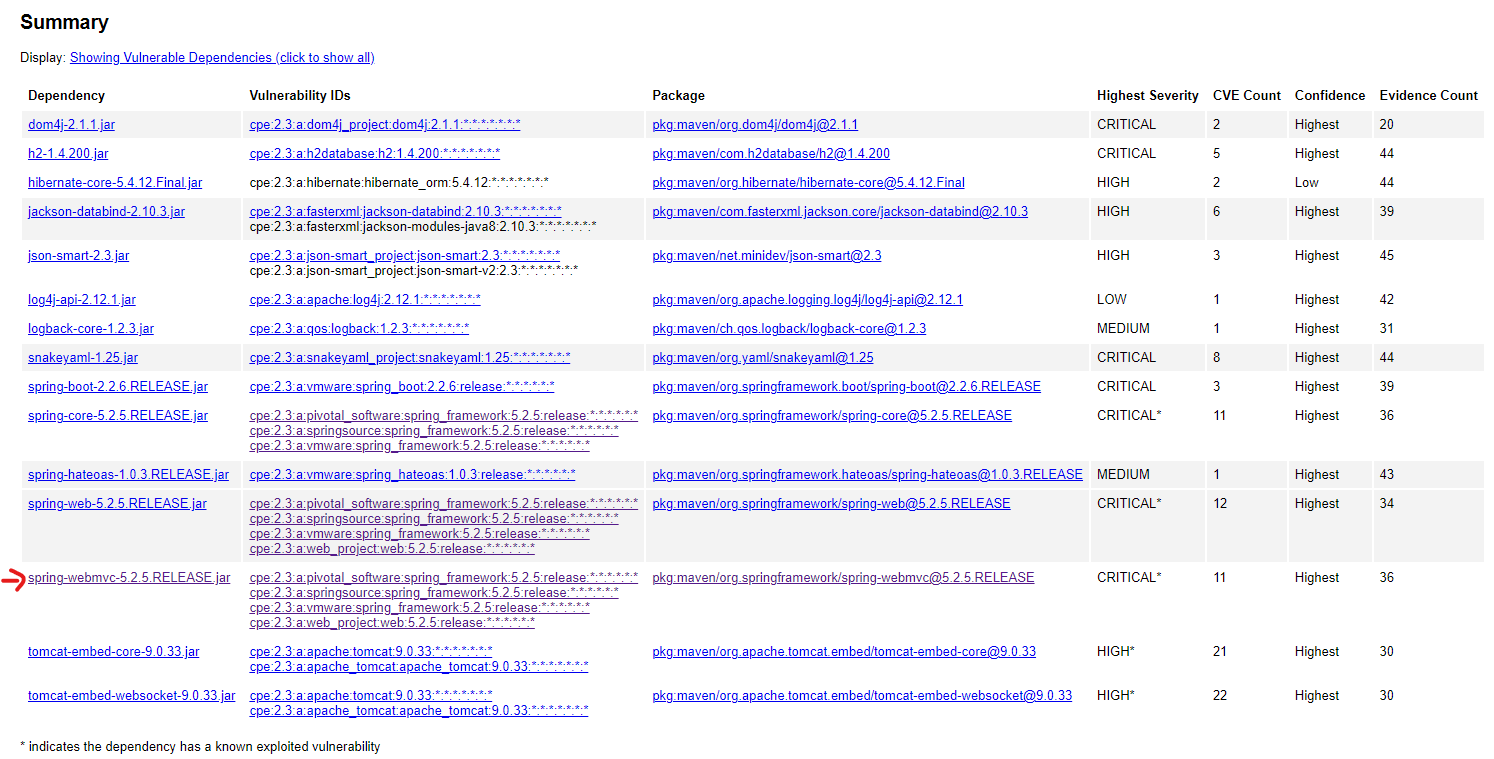 Summary
Display: Showing Vulnerable Dependencies (click to show all)
Dependency Vulnerability IDs Package Highest Severity CVE Count Confidence Evidence Count
dom4j-2.1.1.jar cpe:2.3:a:dom4j_project:dom4j:2.1.1:*:*:*:*:*:*:* pkg:maven/org.dom4j/dom4j@2.1.1 CRITICAL 2 Highest 20
h2-1.4.200.jar cpe:2.3:a:h2database:h2:1.4.200:*:*:*:*:*:*:* pkg:maven/com.h2database/h2@1.4.200 CRITICAL 5 Highest 44
hibernate-core-5.4.12.Final.jar cpe:2.3:a:hibernate:hibernate_orm:5.4.12:*:*:*:*:*:*:* pkg:maven/org.hibernate/hibernate-core@5.4.12.Final HIGH 2 Low 44
jackson-databind-2.10.3.jar cpe:2.3:a:fasterxml:jackson-databind:2.10.3:*:*:*:*:*:*:* pkg:maven/com.fasterxml.jackson.core/jackson-databind@2.10.3 HIGH 6 Highest 39
cpe:2.3:a:fasterxml:jackson-modules-java8:2.10.3:*:*:*:*:*:*:*
json-smart-2.3.jar cpe:2.3:a:json-smart_project:json-smart:2.3:*:*:*:*:*:*:* pkg:maven/net.minidev/json-smart@2.3 HIGH 3 Highest 45
cpe:2.3:a:json-smart_project:json-smart-v2:2.3:*:*:*:*:*:*:*
log4j-api-2.12.1.jar cpe:2.3:a:apache:log4j:2.12.1:*:*:*:*:*:*:* pkg:maven/org.apache.logging.log4j/log4j-api@2.12.1 LOW 1 Highest 42
logback-core-1.2.3.jar cpe:2.3:a:qos:logback:1.2.3:*:*:*:*:*:*:* pkg:maven/ch.qos.logback/logback-core@1.2.3 MEDIUM 1 Highest 31
snakeyaml-1.25.jar cpe:2.3:a:snakeyaml_project:snakeyaml:1.25:*:*:*:*:*:*:* pkg:maven/org.yaml/snakeyaml@1.25 CRITICAL 8 Highest 44
spring-boot-2.2.6.RELEASE.jar cpe:2.3:a:vmware:spring_boot:2.2.6:release:*:*:*:*:*:* pkg:maven/org.springframework.boot/spring-boot@2.2.6.RELEASE CRITICAL 3 Highest 39
spring-core-5.2.5.RELEASE.jar cpe:2.3:a:pivotal_software:spring_framework:5.2.5:release:*:*:*:*:*:* pkg:maven/org.springframework/spring-core@5.2.5.RELEASE CRITICAL* 11 Highest 36
cpe:2.3:a:springsource:spring_framework:5.2.5:release:*:*:*:*:*:*
cpe:2.3:a:vmware:spring_framework:5.2.5:release:*:*:*:*:*:*
spring-hateoas-1.0.3.RELEASE.jar cpe:2.3:a:vmware:spring_hateoas:1.0.3:release:*:*:*:*:*:* pkg:maven/org.springframework.hateoas/spring-hateoas@1.0.3.RELEASE MEDIUM 1 Highest 43
spring-web-5.2.5.RELEASE.jar cpe:2.3:a:pivotal_software:spring_framework:5.2.5:release:*:*:*:*:*:* pkg:maven/org.springframework/spring-web@5.2.5.RELEASE CRITICAL* 12 Highest 34
cpe:2.3:a:springsource:spring_framework:5.2.5:release:*:*:*:*:*:*
cpe:2.3:a:vmware:spring_framework:5.2.5:release:*:*:*:*:*:*
cpe:2.3:a:web_project:web:5.2.5:release:*:*:*:*:*:*
spring-webmvc-5.2.5.RELEASE.jar cpe:2.3:a:pivotal_software:spring_framework:5.2.5:release:*:*:*:*:*:* pkg:maven/org.springframework/spring-webmvc@5.2.5.RELEASE CRITICAL* 11 Highest 36
cpe:2.3:a:springsource:spring_framework:5.2.5:release:*:*:*:*:*:*
cpe:2.3:a:vmware:spring_framework:5.2.5:release:*:*:*:*:*:*
cpe:2.3:a:web_project:web:5.2.5:release:*:*:*:*:*:*
tomcat-embed-core-9.0.33.jar cpe:2.3:a:apache:tomcat:9.0.33:*:*:*:*:*:*:* pkg:maven/org.apache.tomcat.embed/tomcat-embed-core@9.0.33 HIGH* 21 Highest 30
cpe:2.3:a:apache_tomcat:apache_tomcat:9.0.33:*:*:*:*:*:*:*
tomcat-embed-websocket-9.0.33.jar cpe:2.3:a:apache:tomcat:9.0.33:*:*:*:*:*:*:* pkg:maven/org.apache.tomcat.embed/tomcat-embed-websocket@9.0.33 HIGH* 22 Highest 30
cpe:2.3:a:apache_tomcat:apache_tomcat:9.0.33:*:*:*:*:*:*:*
* indicates the dependency has a known exploited vulnerability